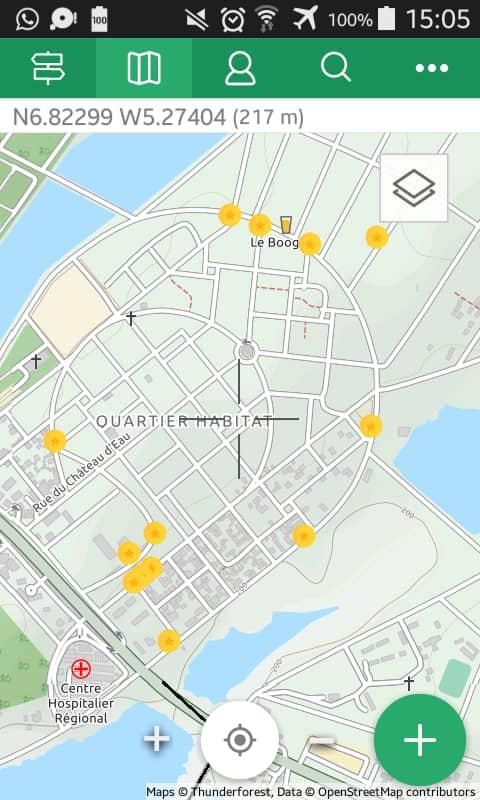 100
100% 15:05
N6.82299 W5.27404 (217 m)
Le Boog
QUARTIER HABITAT
Rue du Château d'Eau
200
200
200
Centre
Hospitalier
Régional
Maps © Thunderforest, Data © OpenStreetMap contributors